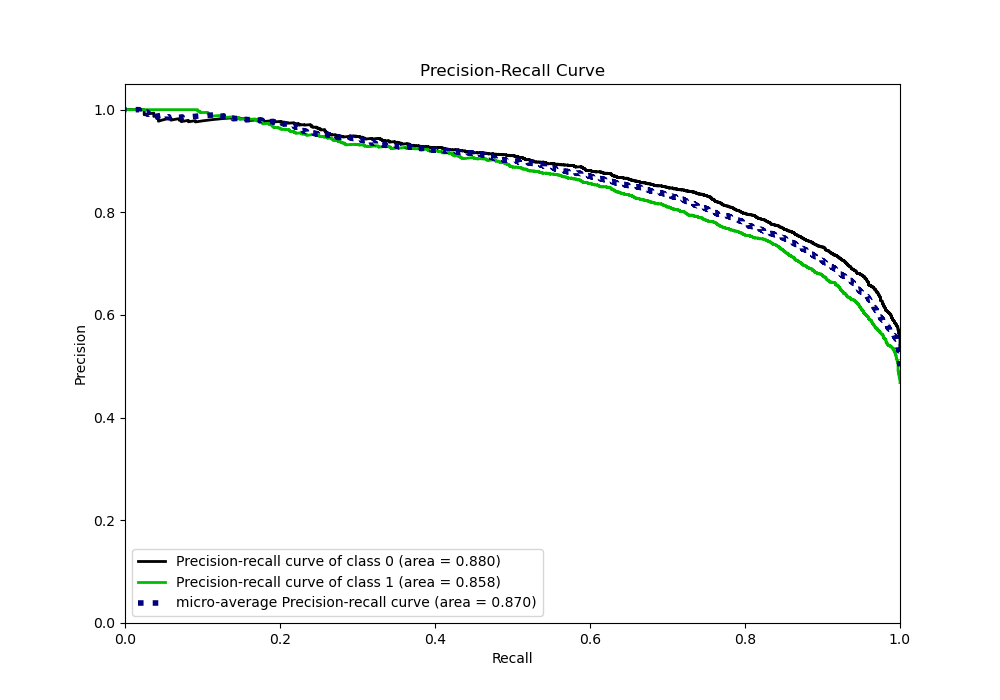 Precision-Recall Curve
1.0
0.8
0.6
0.4
0.2
0.0
Precision
Precision-recall curve of class 0 (area = 0.880)
Precision-recall curve of class 1 (area = 0.858)
micro-average Precision-recall curve (area = 0.870)
0.0 0.2 0.4 0.6 0.8 1.0
Recall